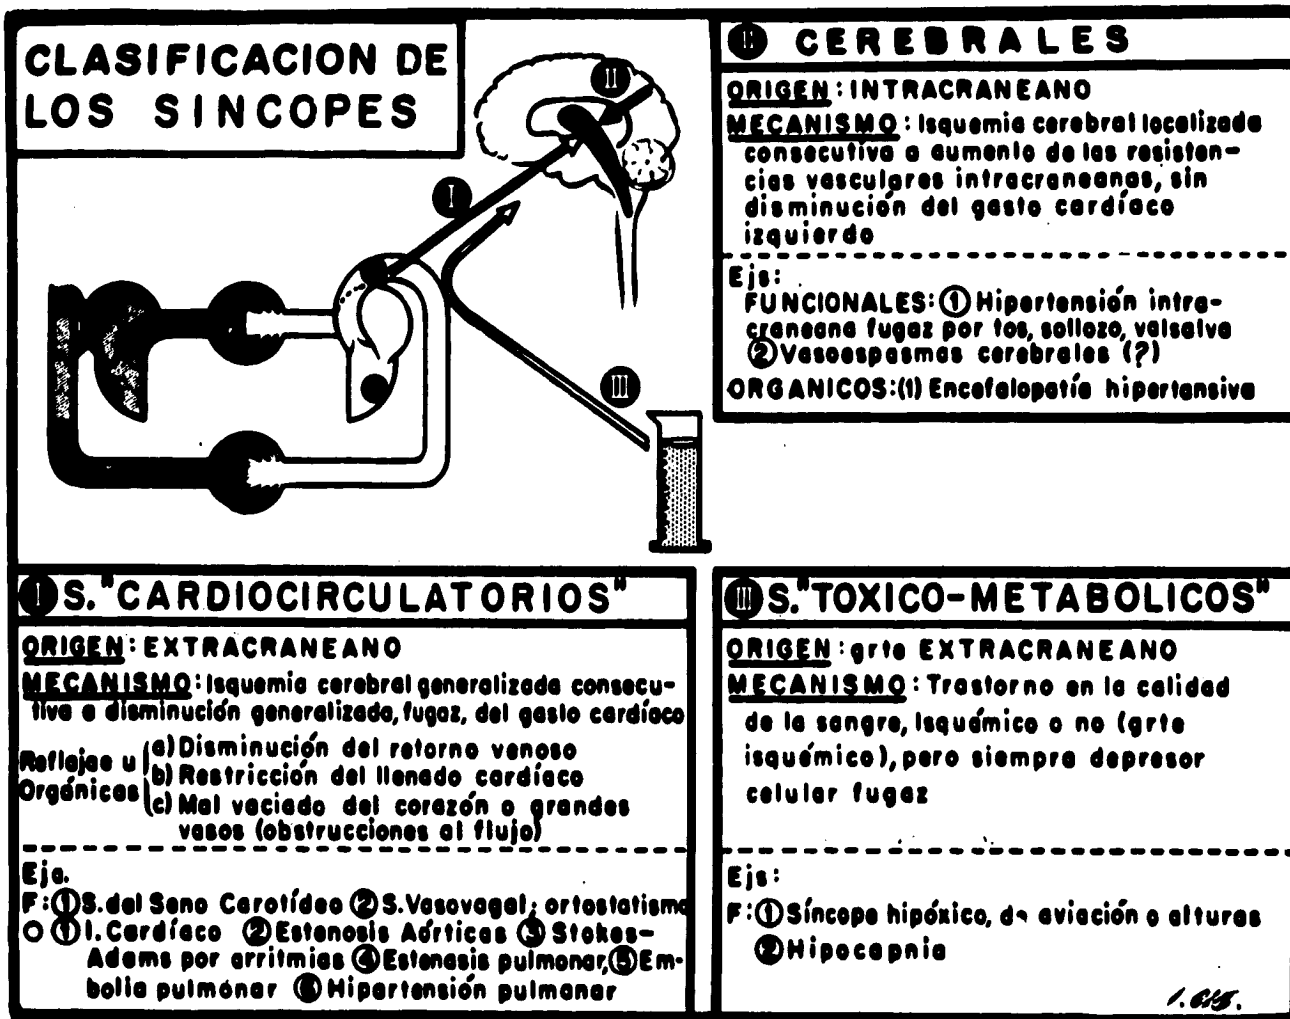 CLASIFICACION DE
LOS SINCOPES
I
II
III
II CEREBRALES
ORIGEN: INTRACRANEANO
MECANISMO: Isquemia cerebral localizada
consecutiva a aumento de las resisten-
cias vasculares intracraneanas, sin
disminución del gasto cardíaco
izquierdo
Ejs:
FUNCIONALES: ① Hipertensión intra-
craneana fugaz por tos, sollozo, valsalva
② Vasoespasmos cerebrales (?)
ORGANICOS: (1) Encefalopatía hipertensiva
I S. "CARDIOCIRCULATORIOS"
ORIGEN: EXTRACRANEANO
MECANISMO: Isquemia cerebral generalizada consecu-
tiva a disminución generalizada, fugaz, del gasto cardíaco
Reflejas u
Orgánicas
a) Disminución del retorno venoso
b) Restricción del llenado cardíaco
c) Mal vaciado del corazón o grandes
vasos (obstrucciones al flujo)
Ejs.
F: ① S. del Seno Carotídeo ② S. Vasovagal; ortostatismo
O ① I. Cardíaco ② Estenosis Aórticas ③ Stokes-
Adams por arritmias ④ Estenosis pulmonar, ⑤ Em-
bolia pulmónar ⑥ Hipertensión pulmonar
III S. "TOXICO-METABOLICOS"
ORIGEN: grte EXTRACRANEANO
MECANISMO: Trastorno en la calidad
de la sangre, Isquémico o no (grte
isquémico), pero siempre depresor
celular fugaz
Ejs:
F: ① Síncope hipóxico, de aviación o alturas
② Hipocapnia